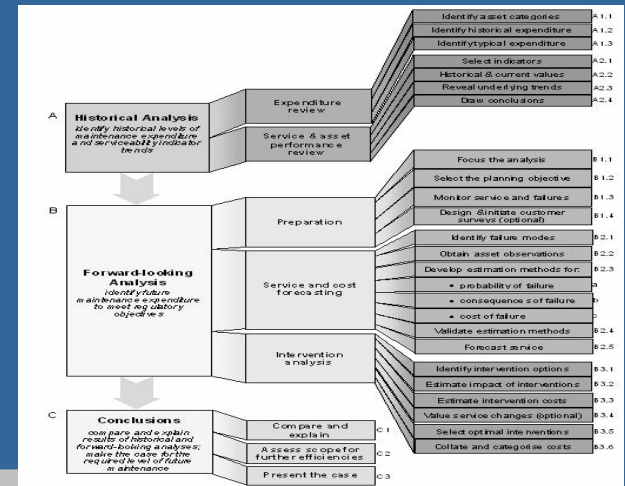 A
Historical Analysis
Identify historical levels of
maintenance expenditure
and serviceability indicator
trends
Expenditure
review
Service & asset
performance
review
Identify asset categories A1.1
Identify historical expenditure A1.2
Identify typical expenditure A1.3
Select indicators A2.1
Historical & current values A2.2
Reveal underlying trends A2.3
Draw conclusions A2.4
B
Forward-looking
Analysis
identify future
maintenance expenditure
to meet regulatory
objectives
Preparation
Service and cost
forecasting
Intervention
analysis
Focus the analysis B1.1
Select the planning objective B1.2
Monitor service and failures B1.3
Design & initiate customer
surveys (optional) B1.4
Identify failure modes B2.1
Obtain asset observations B2.2
Develop estimation methods for: B2.3
• probability of failure a
• consequences of failure b
• cost of failure c
Validate estimation methods B2.4
Forecast service B2.5
Identify intervention options B3.1
Estimate impact of interventions B3.2
Estimate intervention costs B3.3
Value service changes (optional) B3.4
Select optimal interventions B3.5
Collate and categorise costs B3.6
C
Conclusions
compare and explain
results of historical and
forward-looking analyses;
make the case for the
required level of future
maintenance
Compare and
explain C1
Assess scope for
further efficiencies C2
Present the case C3